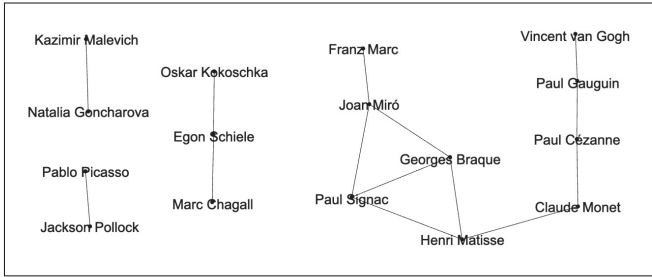 Kazimir Malevich
Natalia Goncharova
Pablo Picasso
Jackson Pollock
Oskar Kokoschka
Egon Schiele
Marc Chagall
Franz Marc
Joan Miró
Georges Braque
Paul Signac
Henri Matisse
Vincent van Gogh
Paul Gauguin
Paul Cézanne
Claude Monet